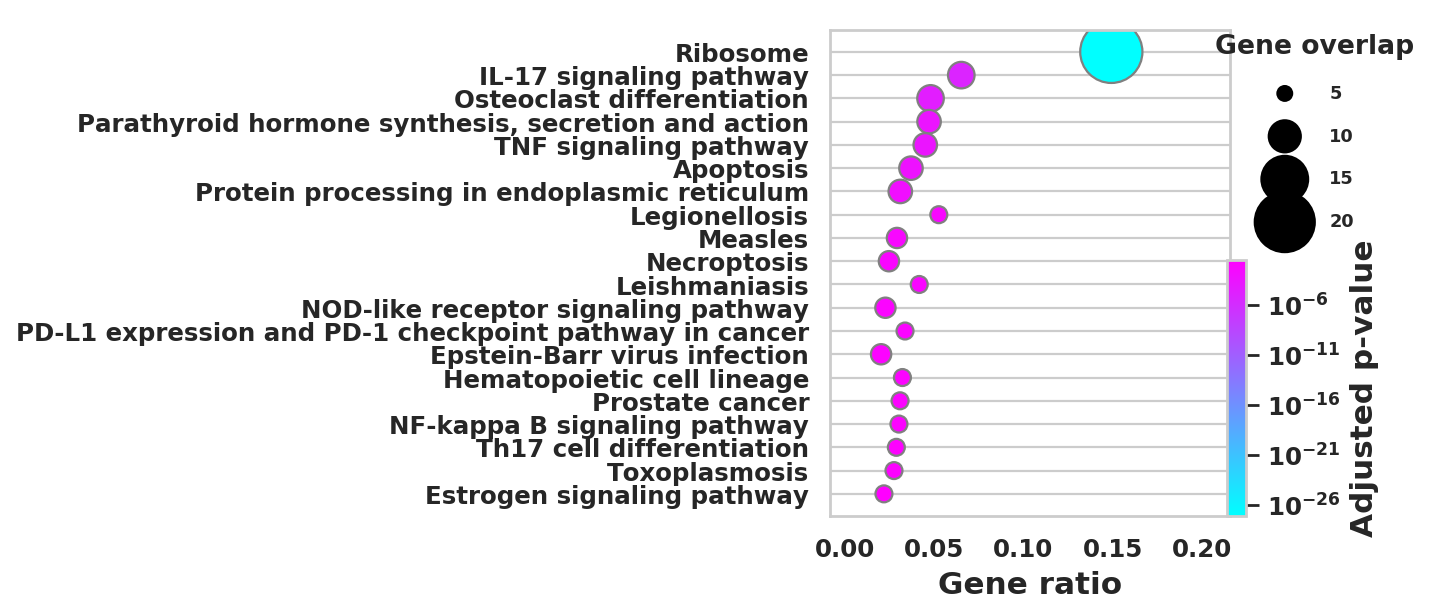 Ribosome
IL-17 signaling pathway
Osteoclast differentiation
Parathyroid hormone synthesis, secretion and action
TNF signaling pathway
Apoptosis
Protein processing in endoplasmic reticulum
Legionellosis
Measles
Necroptosis
Leishmaniasis
NOD-like receptor signaling pathway
PD-L1 expression and PD-1 checkpoint pathway in cancer
Epstein-Barr virus infection
Hematopoietic cell lineage
Prostate cancer
NF-kappa B signaling pathway
Th17 cell differentiation
Toxoplasmosis
Estrogen signaling pathway
0.00 0.05 0.10 0.15 0.20
Gene ratio
Gene overlap
5
10
15
20
10⁻⁶
10⁻¹¹
10⁻¹⁶
10⁻²¹
10⁻²⁶
Adjusted p-value